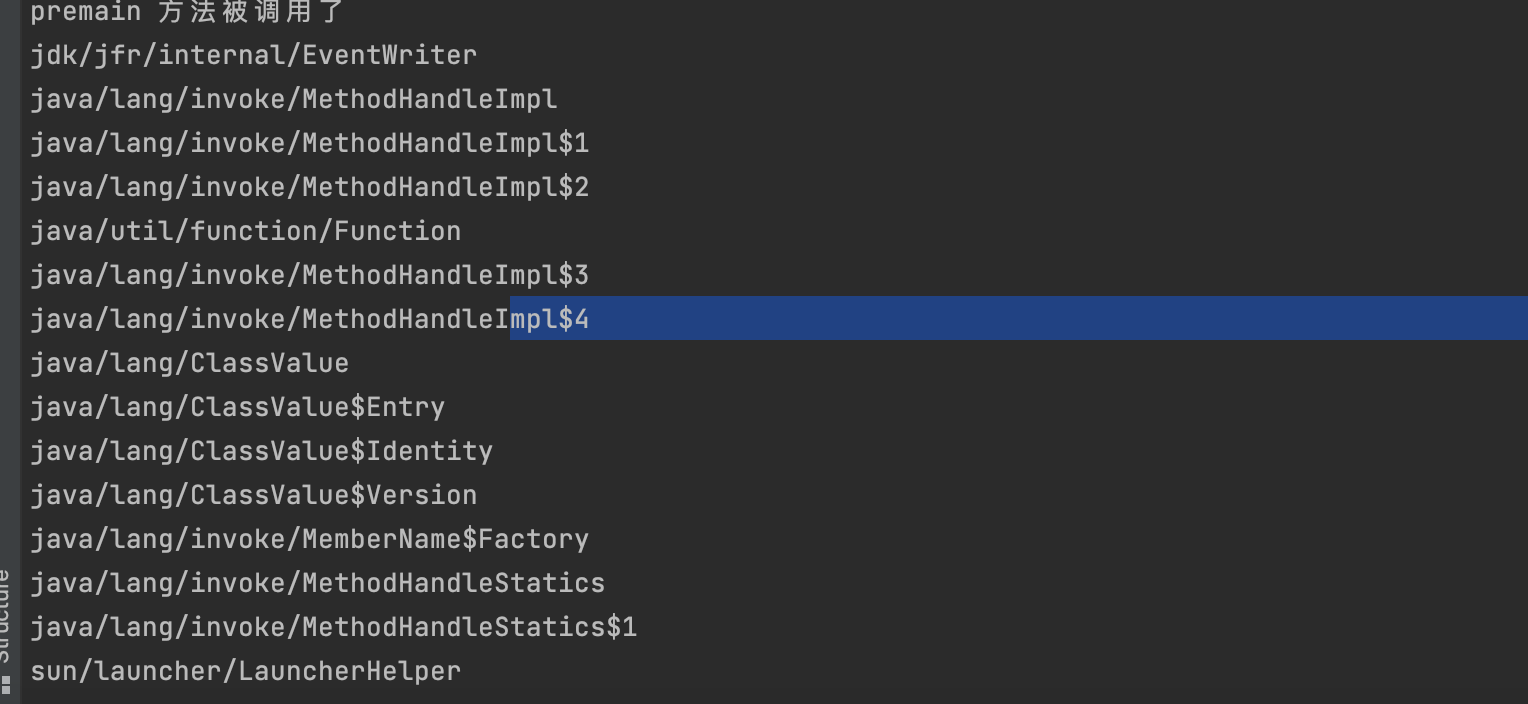 premain 方法被调用了
jdk/jfr/internal/EventWriter
java/lang/invoke/MethodHandleImpl
java/lang/invoke/MethodHandleImpl$1
java/lang/invoke/MethodHandleImpl$2
java/util/function/Function
java/lang/invoke/MethodHandleImpl$3
java/lang/invoke/MethodHandleImpl$4
java/lang/ClassValue
java/lang/ClassValue$Entry
java/lang/ClassValue$Identity
java/lang/ClassValue$Version
java/lang/invoke/MemberName$Factory
java/lang/invoke/MethodHandleStatics
java/lang/invoke/MethodHandleStatics$1
sun/launcher/LauncherHelper
Structure